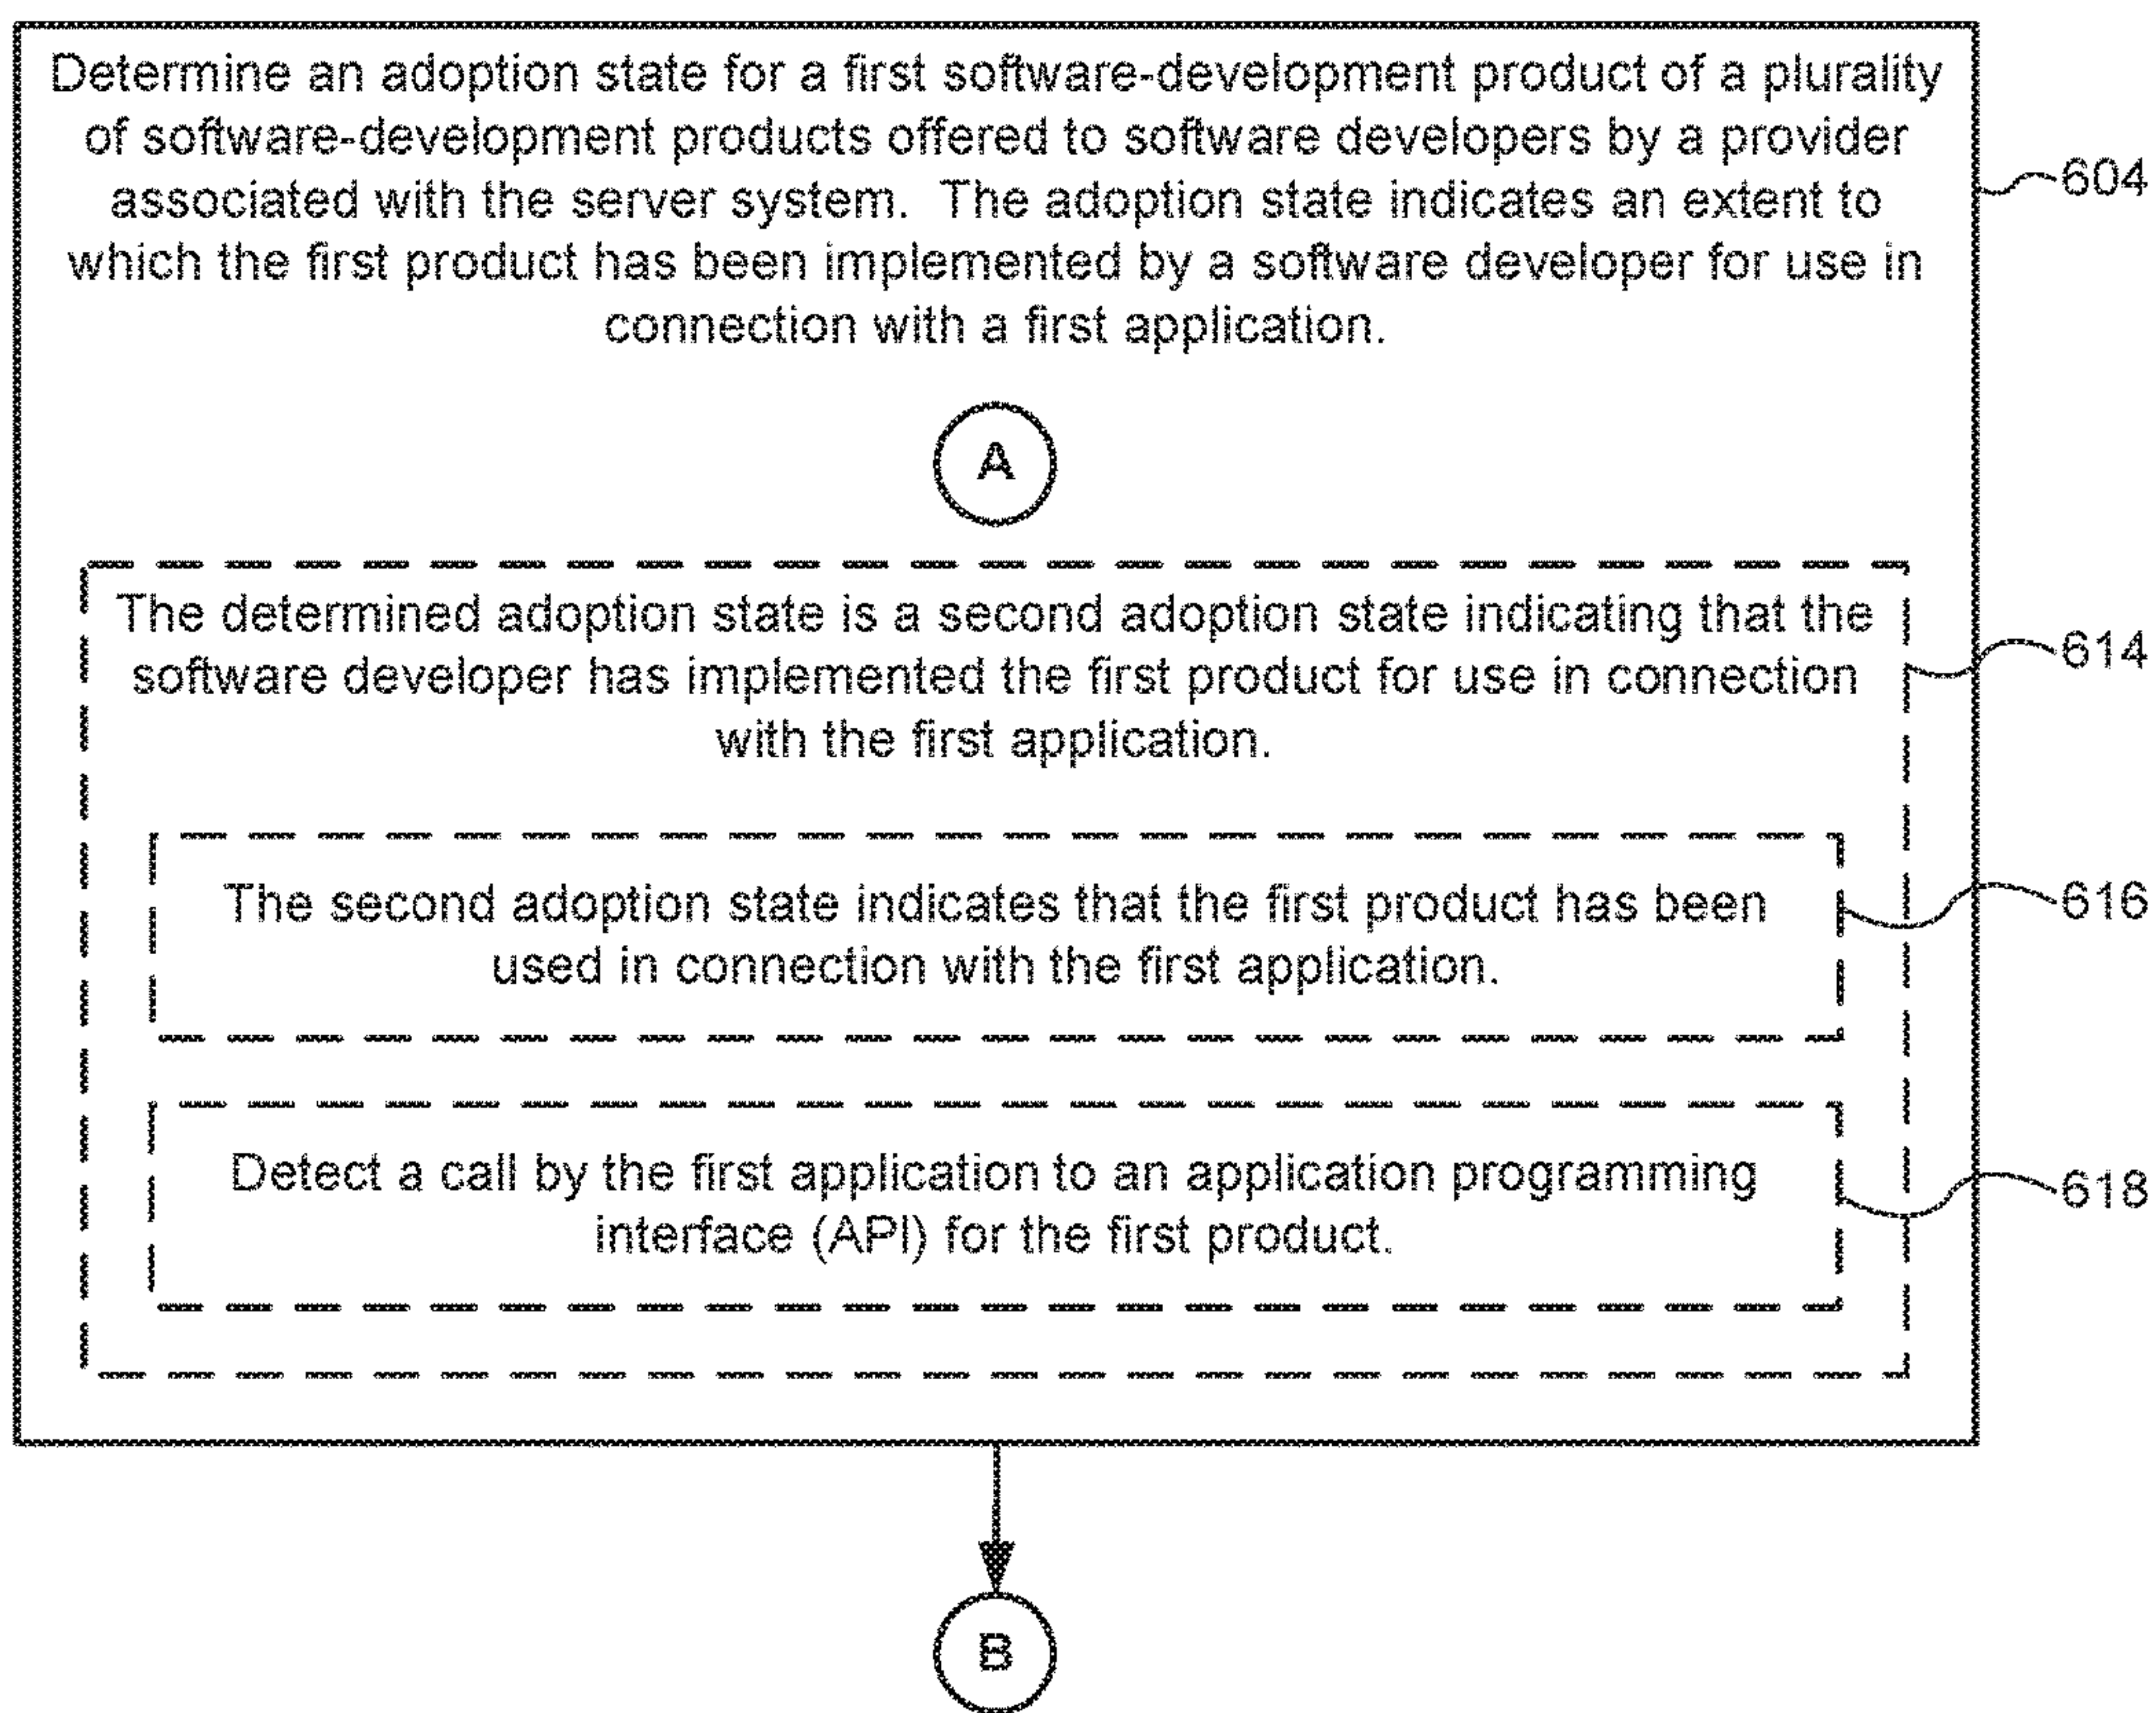 Determine an adoption state for a first software-development product of a plurality
of software-development products offered to software developers by a provider
associated with the server system.  The adoption state indicates an extent to
which the first product has been implemented by a software developer for use in
connection with a first application.
604
A
The determined adoption state is a second adoption state indicating that the
software developer has implemented the first product for use in connection
with the first application.
614
The second adoption state indicates that the first product has been
used in connection with the first application.
616
Detect a call by the first application to an application programming
interface (API) for the first product.
618
B